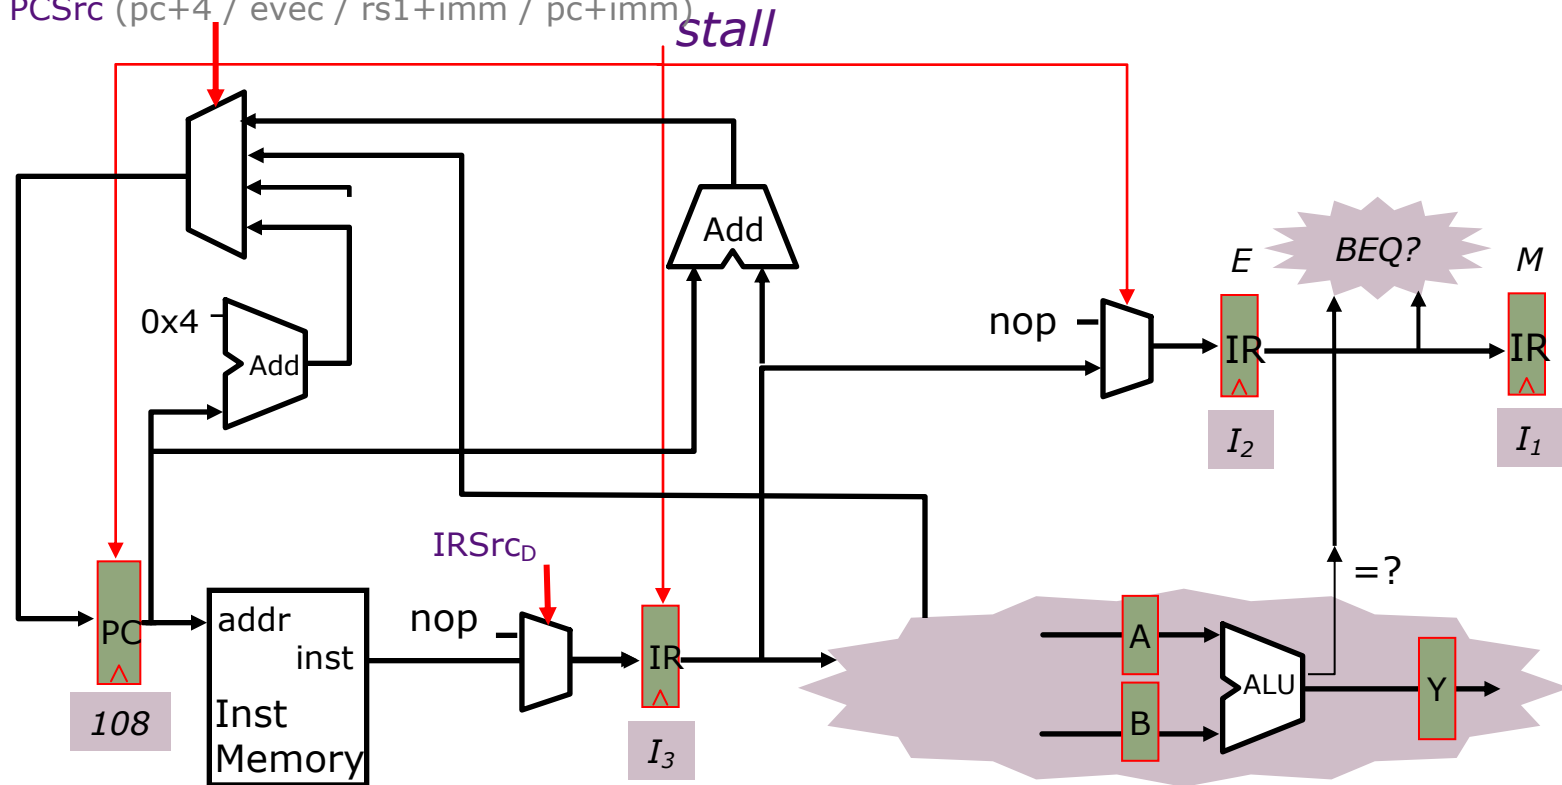 PCSrc (pc+4 / evec / rs1+imm / pc+imm)
stall
Add
BEQ?
E
M
0x4
Add
nop
IR
IR
I2
I1
IRSrcD
=?
PC
addr
inst
Inst
Memory
nop
IR
A
B
ALU
Y
108
I3